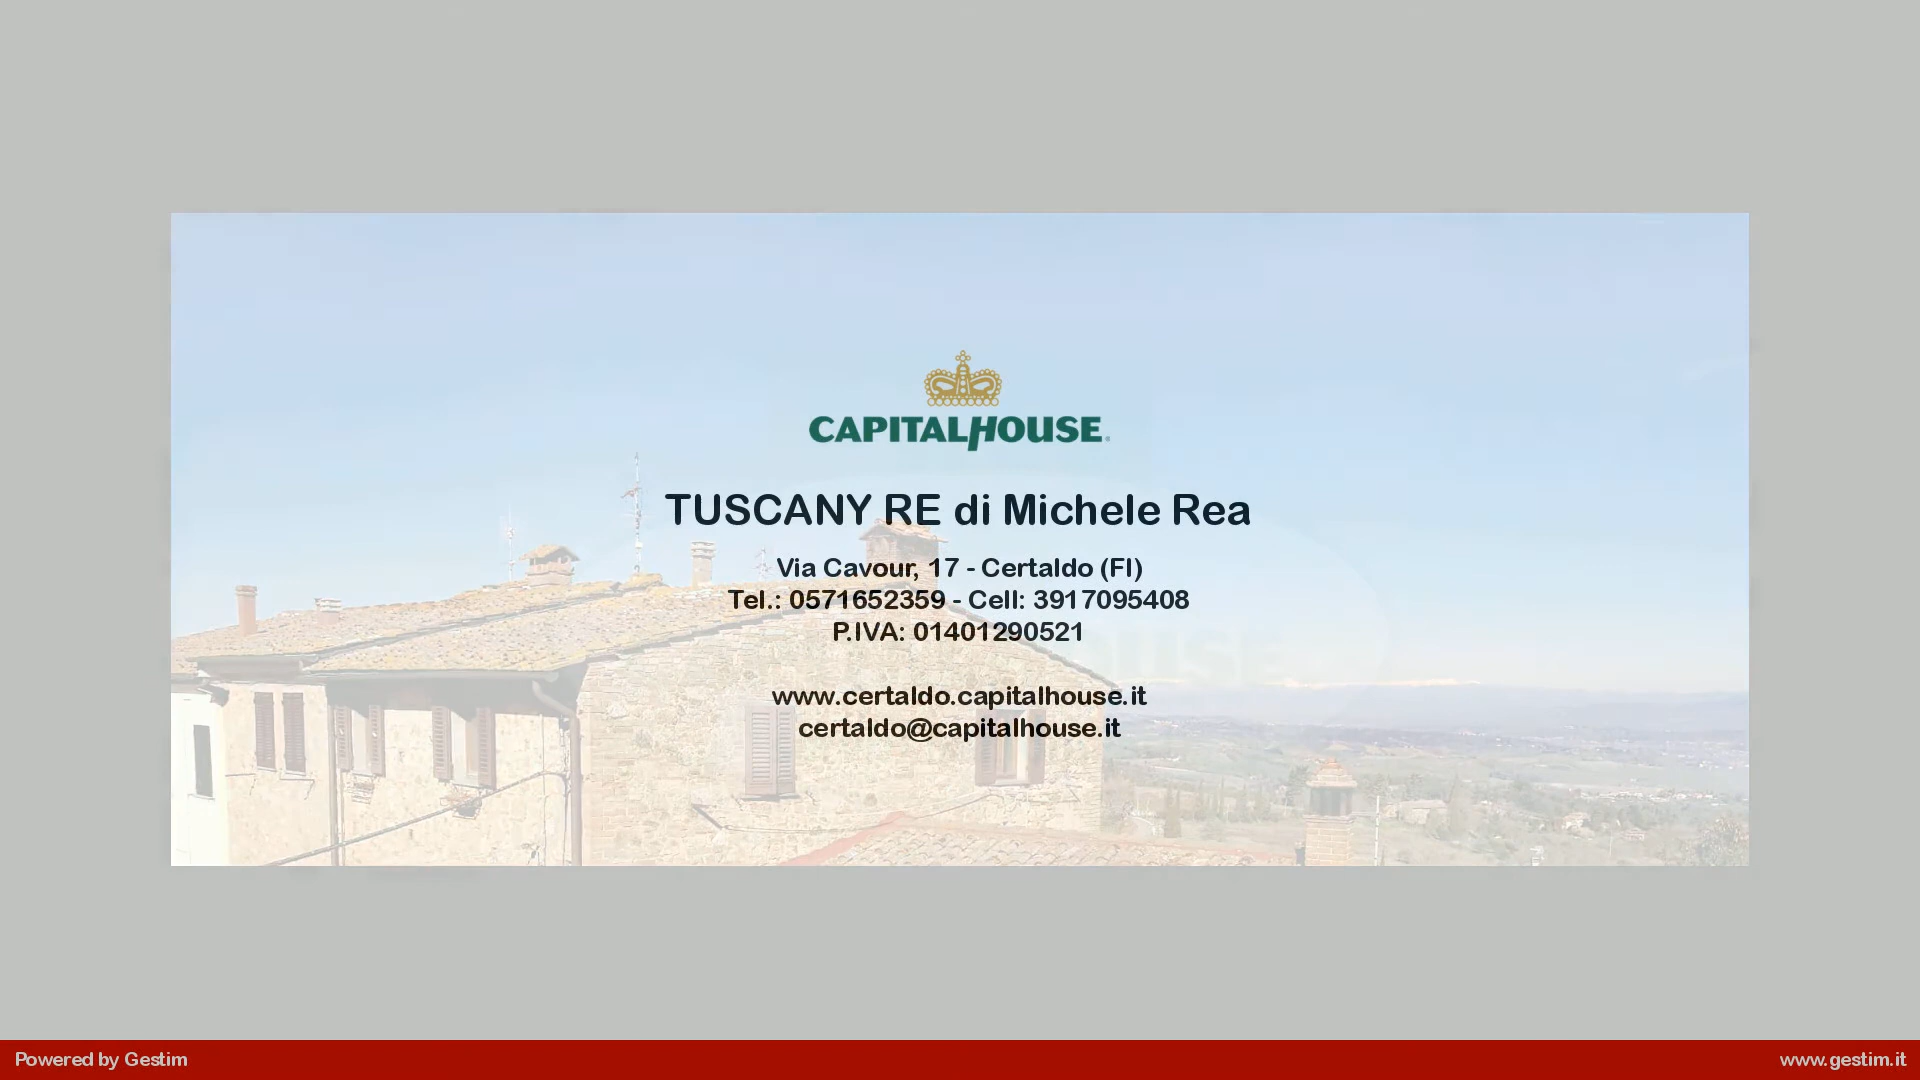 CAPITALHOUSE
TUSCANY RE di Michele Rea
Via Cavour, 17 - Certaldo (FI)
Tel.: 0571652359 - Cell: 3917095408
P.IVA: 01401290521
www.certaldo.capitalhouse.it
certaldo@capitalhouse.it
Powered by Gestim
www.gestim.it